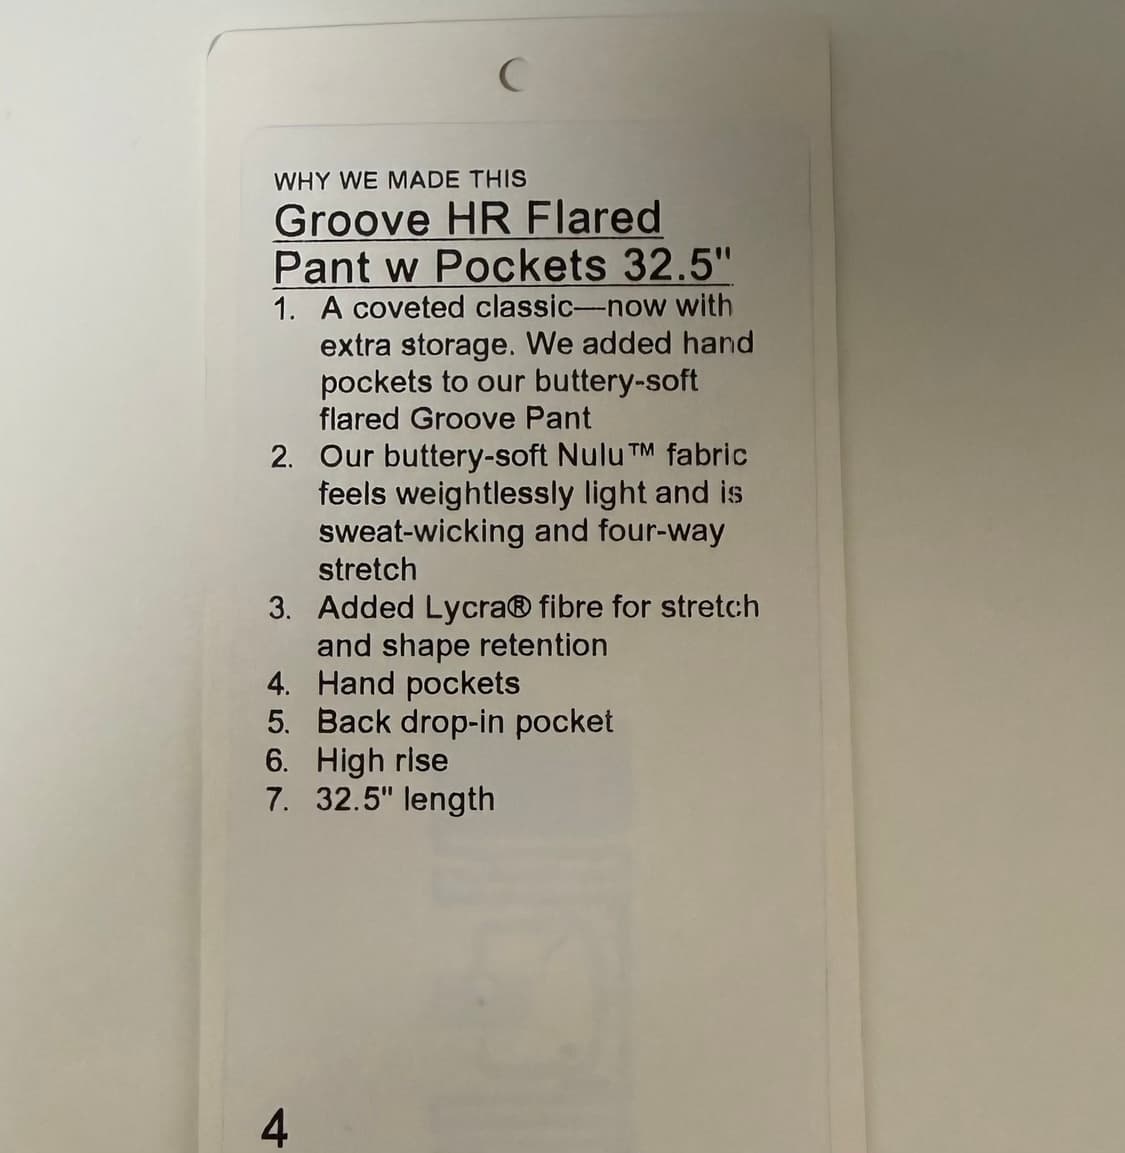 WHY WE MADE THIS
Groove HR Flared
Pant w Pockets 32.5"
1. A coveted classic—now with
extra storage. We added hand
pockets to our buttery-soft
flared Groove Pant
2. Our buttery-soft Nulu™ fabric
feels weightlessly light and is
sweat-wicking and four-way
stretch
3. Added Lycra® fibre for stretch
and shape retention
4. Hand pockets
5. Back drop-in pocket
6. High rise
7. 32.5" length
4